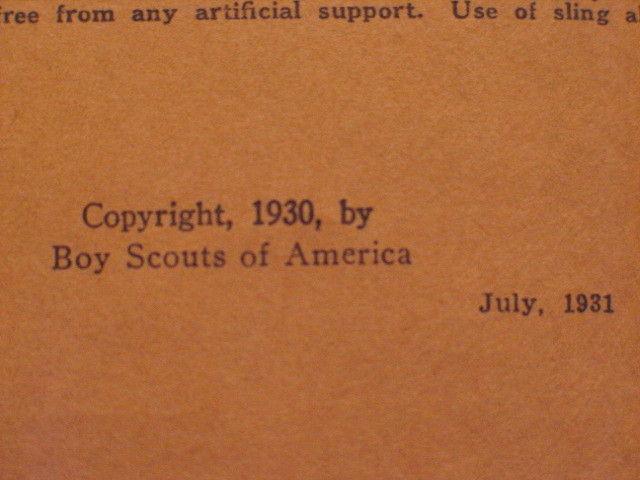 free from any artificial support. Use of sling
Copyright, 1930, by
Boy Scouts of America
July, 1931